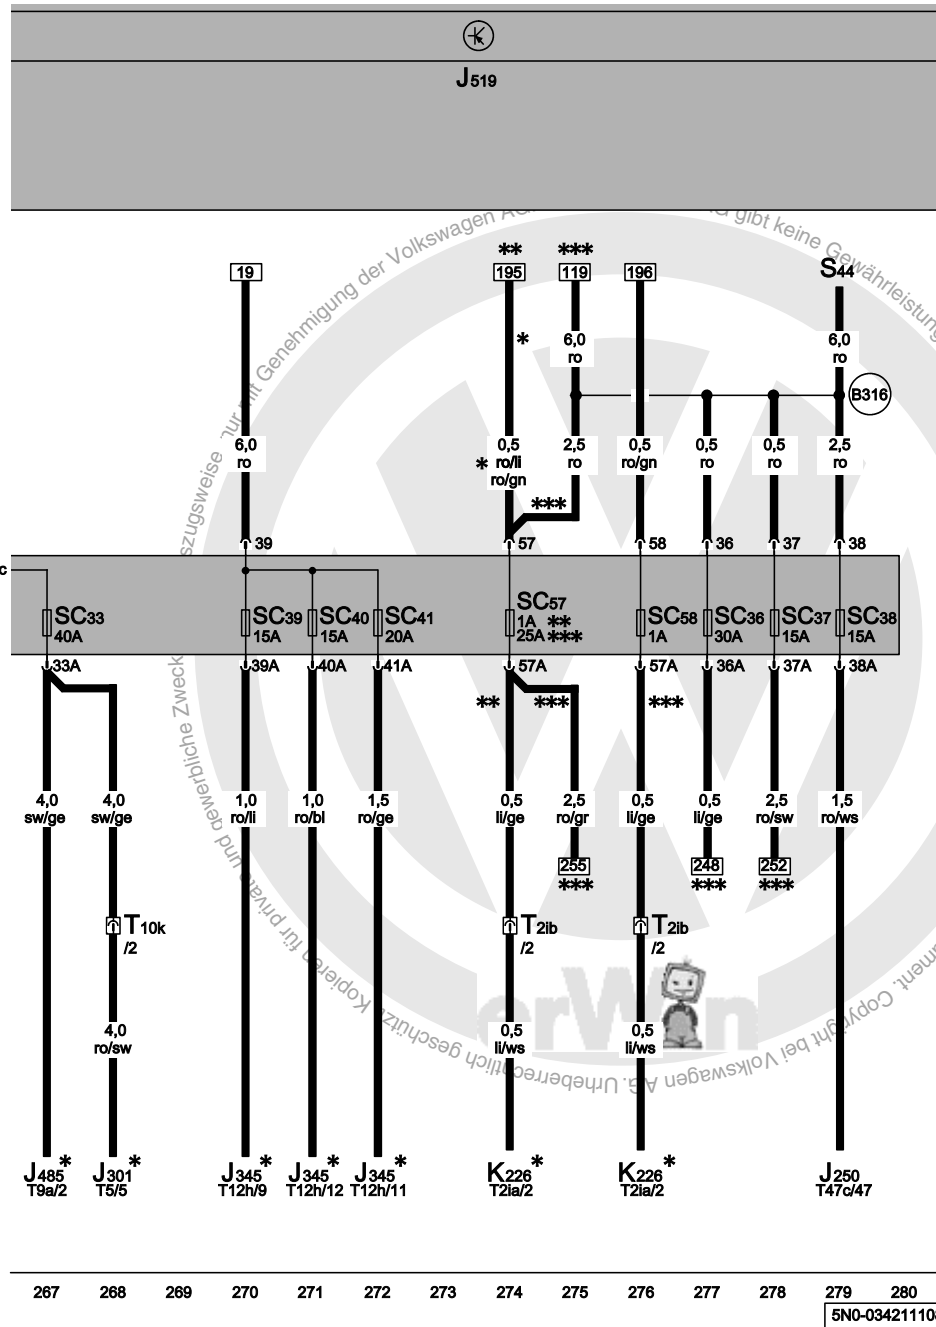 J519
** ***
19 195 119 196 S44
*
6,0 6,0
ro ro
B316
6,0 0,5 2,5 0,5 0,5 0,5 2,5
ro * ro/li ro ro/gn ro ro ro
ro/gn
***
39 57 58 36 37 38
c
SC33 SC39 SC40 SC41 SC57 SC58 SC36 SC37 SC38
40A 15A 15A 20A 1A ** 1A 30A 15A 15A
25A ***
33A 39A 40A 41A 57A 57A 36A 37A 38A
** *** ***
4,0 4,0 1,0 1,0 1,5 0,5 2,5 0,5 0,5 2,5 1,5
sw/ge sw/ge ro/li ro/bl ro/ge li/ge ro/gr li/ge li/ge ro/sw ro/ws
255 248 252
*** *** ***
T10k T2ib T2ib
/2 /2 /2
4,0 0,5 0,5
ro/sw li/ws li/ws
J485 * J301 * J345 * J345 * J345 * K226 * K226 * J250
T9a/2 T5/5 T12h/9 T12h/12 T12h/11 T2ia/2 T2ia/2 T47c/47
267 268 269 270 271 272 273 274 275 276 277 278 279 280
5N0-03421110
erWin